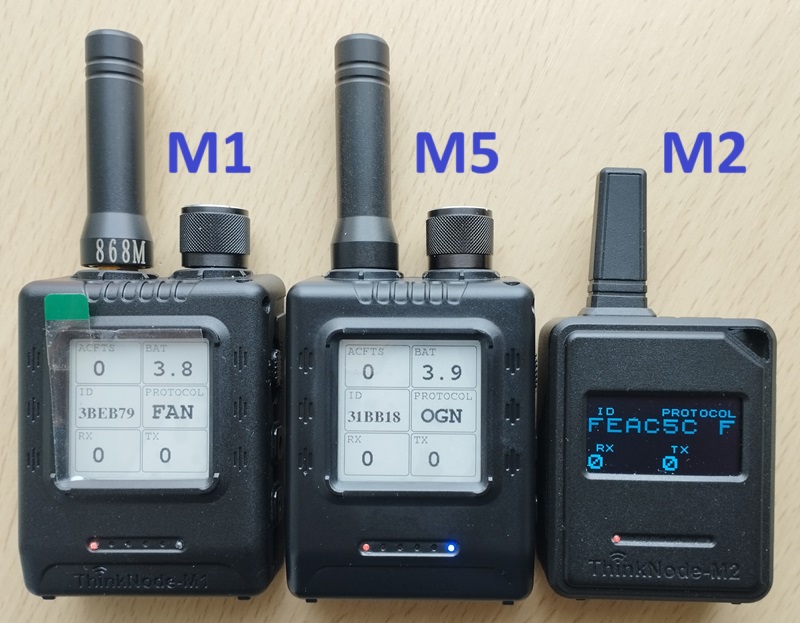 M1
M5
M2
868M
ACFTS BAT
0 3.8
ID PROTOCOL
3BEB79 FAN
RX TX
0 0
ThinkNode-M1
ACFTS BAT
0 3.9
ID PROTOCOL
31BB18 OGN
RX TX
0 0
ID PROTOCOL
FEAC5C F
RX TX
0 0
ThinkNode-M2